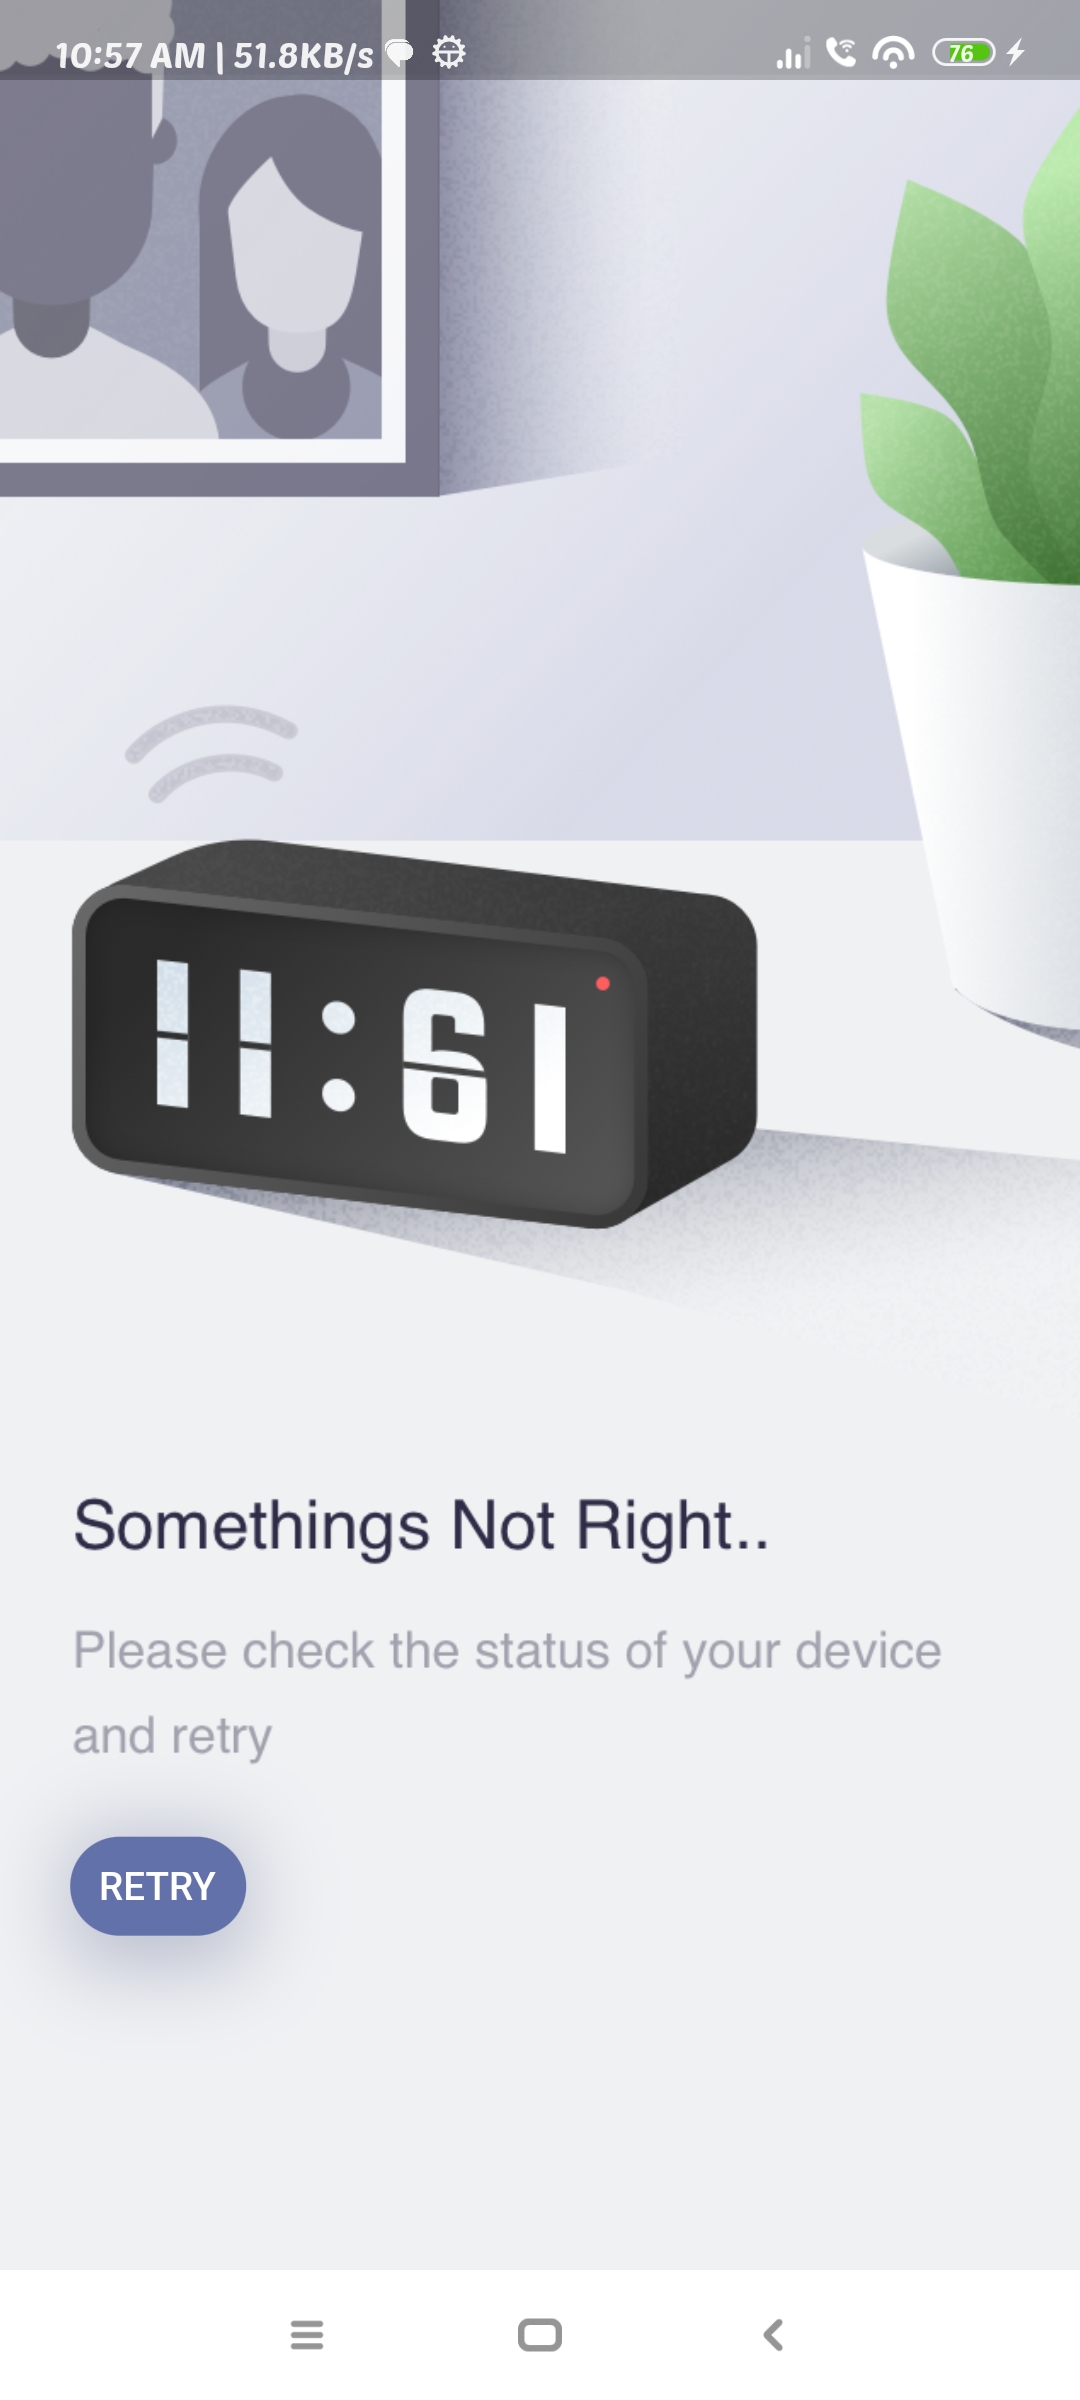 10:57 AM | 51.8KB/s
76
11:61
Somethings Not Right..
Please check the status of your device
and retry
RETRY